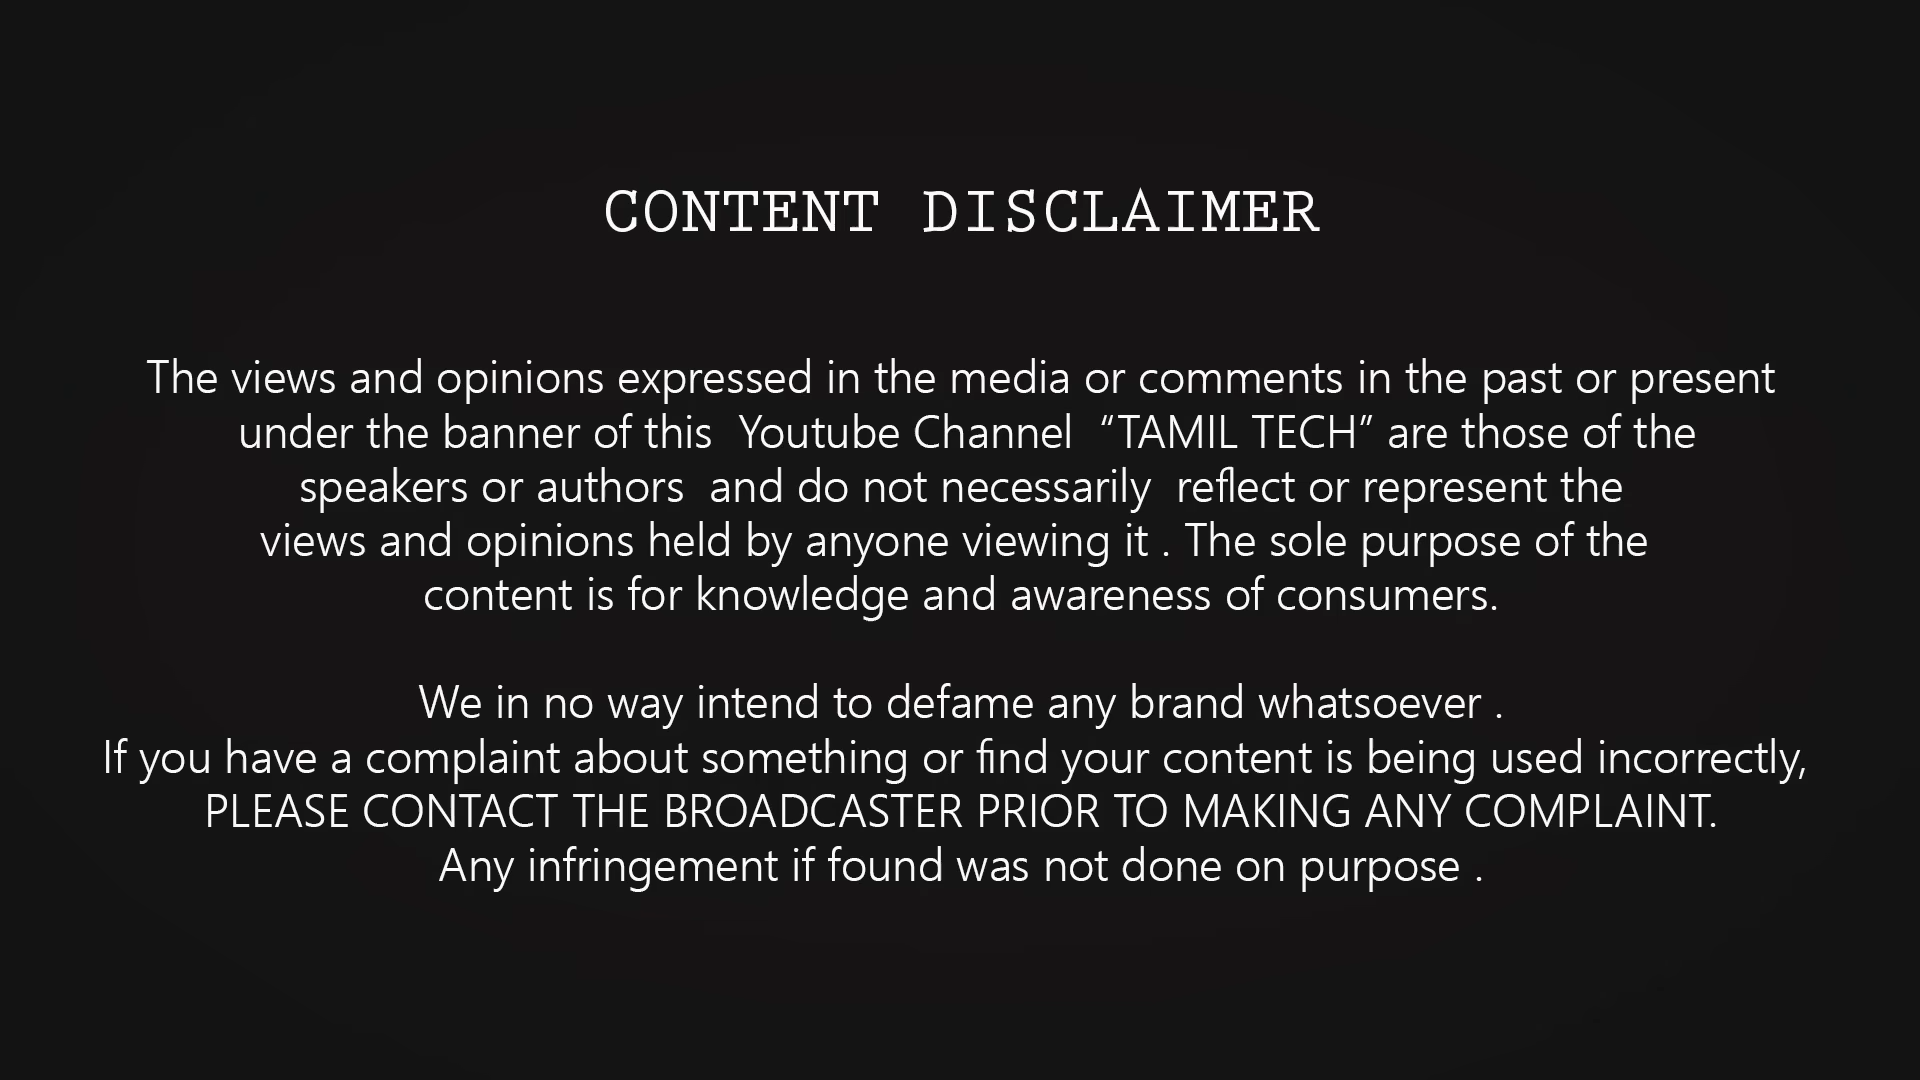 CONTENT DISCLAIMER
The views and opinions expressed in the media or comments in the past or present
under the banner of this  Youtube Channel  “TAMIL TECH” are those of the
speakers or authors  and do not necessarily  reflect or represent the
views and opinions held by anyone viewing it . The sole purpose of the
content is for knowledge and awareness of consumers.
We in no way intend to defame any brand whatsoever .
If you have a complaint about something or find your content is being used incorrectly,
PLEASE CONTACT THE BROADCASTER PRIOR TO MAKING ANY COMPLAINT.
Any infringement if found was not done on purpose .